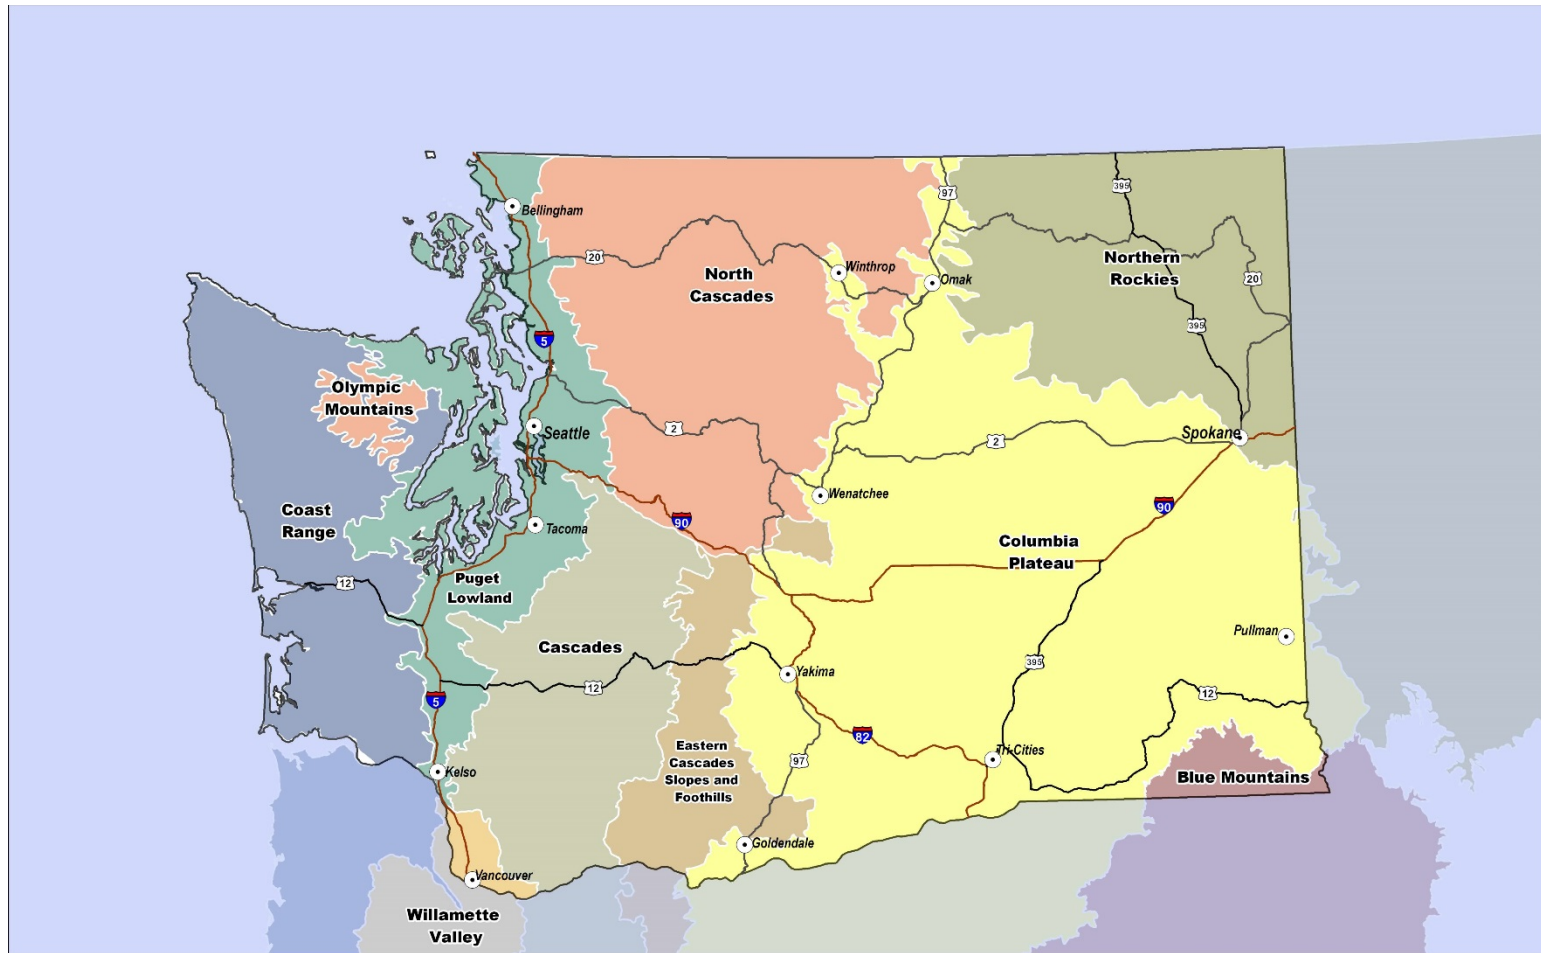 395
97
Bellingham
20
Northern
Rockies
Winthrop
North
Cascades
Omak
20
395
5
Olympic
Mountains
2
Seattle
Spokane
2
Wenatchee
90
Coast
Range
Tacoma
90
Columbia
Plateau
12
Puget
Lowland
Pullman
Cascades
395
Yakima
12
12
5
82
Eastern
Cascades
Slopes and
Foothills
97
Tri-Cities
Kelso
Blue Mountains
Goldendale
Vancouver
Willamette
Valley